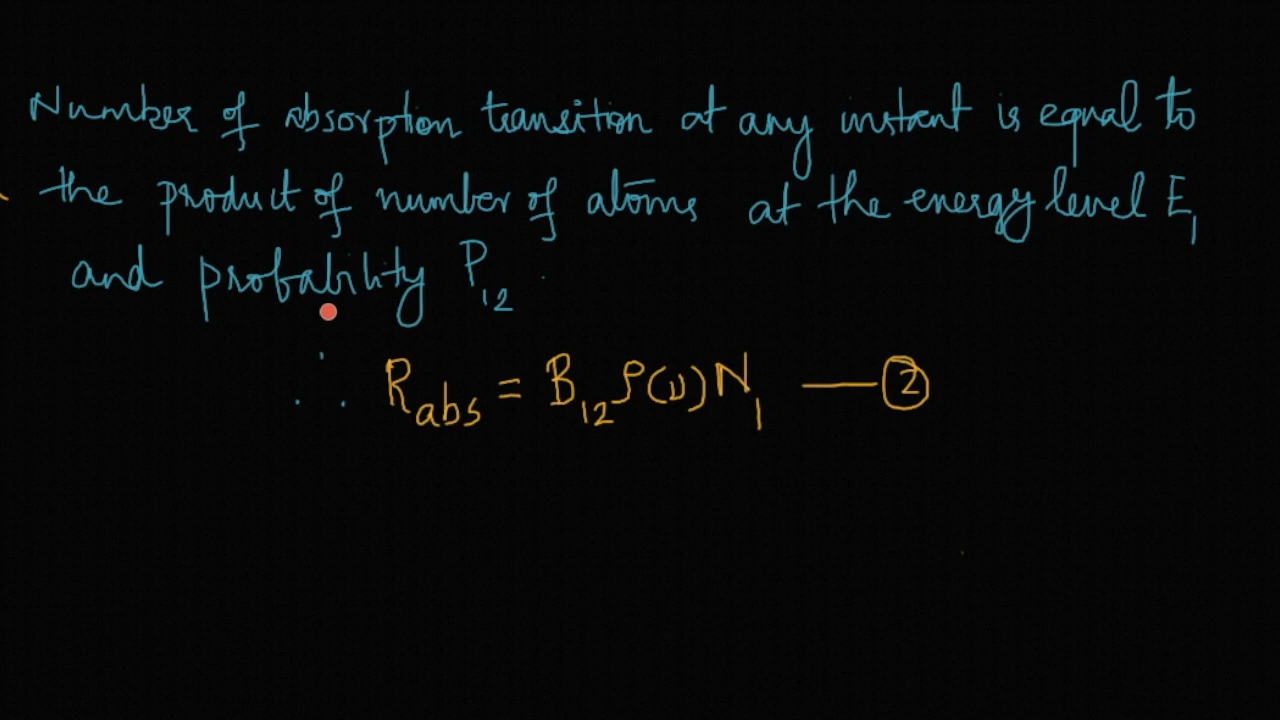 Number of absorption transition at any instant is equal to
the product of number of atoms at the energy level E₁
and probability P₁₂
∴ R_abs = B₁₂ ρ(ν) N₁ — ②